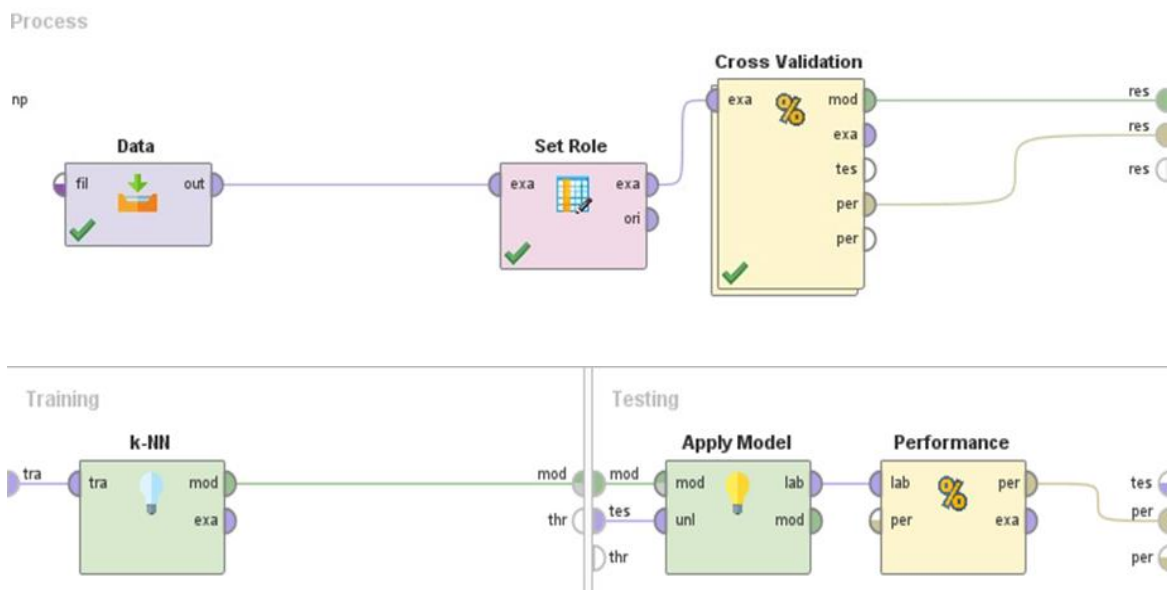 Process
np
Data
fil
out
Set Role
exa
exa
ori
Cross Validation
exa
mod
exa
tes
per
per
res
res
res
Training
tra
k-NN
tra
mod
exa
mod
thr
Testing
mod
tes
thr
Apply Model
mod
unl
lab
mod
Performance
lab
per
per
exa
tes
per
per